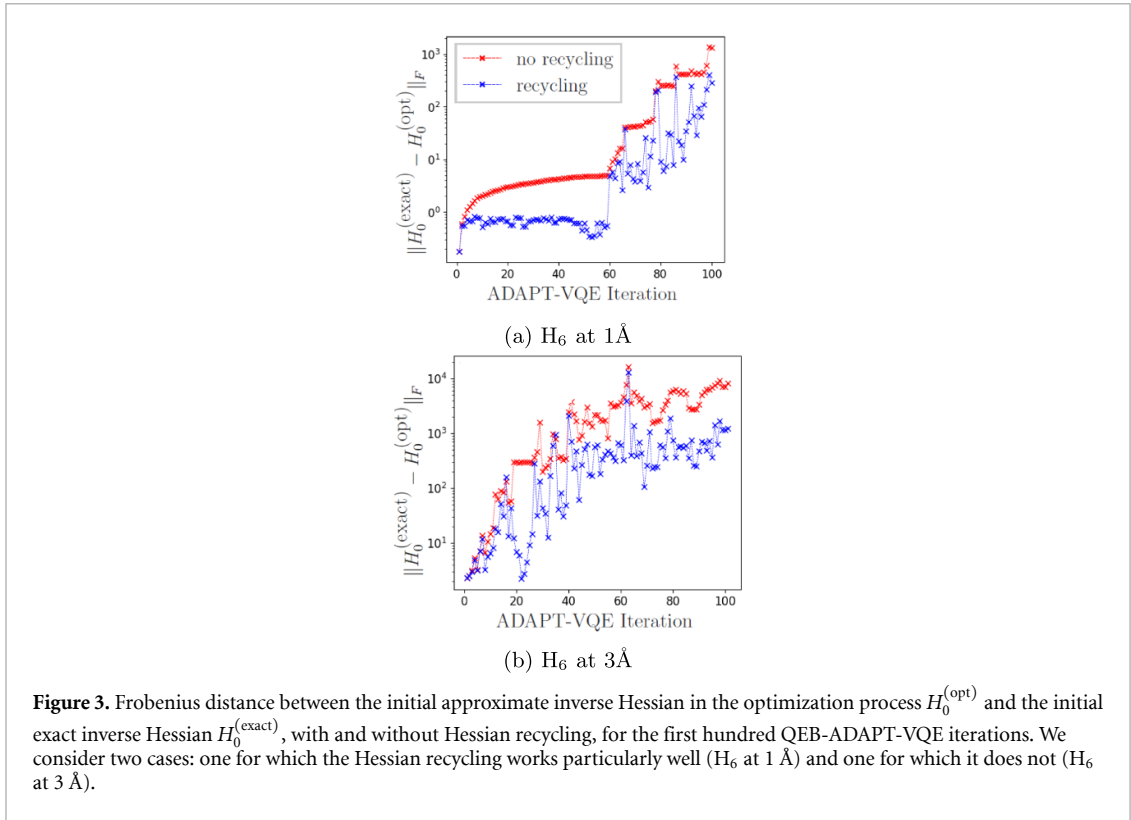 10³
10²
10¹
10⁰
||H₀^(exact) − H₀^(opt)||_F
no recycling
recycling
0 20 40 60 80 100
ADAPT-VQE Iteration
(a) H₆ at 1Å
10⁴
10³
10²
10¹
||H₀^(exact) − H₀^(opt)||_F
0 20 40 60 80 100
ADAPT-VQE Iteration
(b) H₆ at 3Å
Figure 3. Frobenius distance between the initial approximate inverse Hessian in the optimization process H₀^(opt) and the initial
exact inverse Hessian H₀^(exact), with and without Hessian recycling, for the first hundred QEB-ADAPT-VQE iterations. We
consider two cases: one for which the Hessian recycling works particularly well (H₆ at 1 Å) and one for which it does not (H₆
at 3 Å).